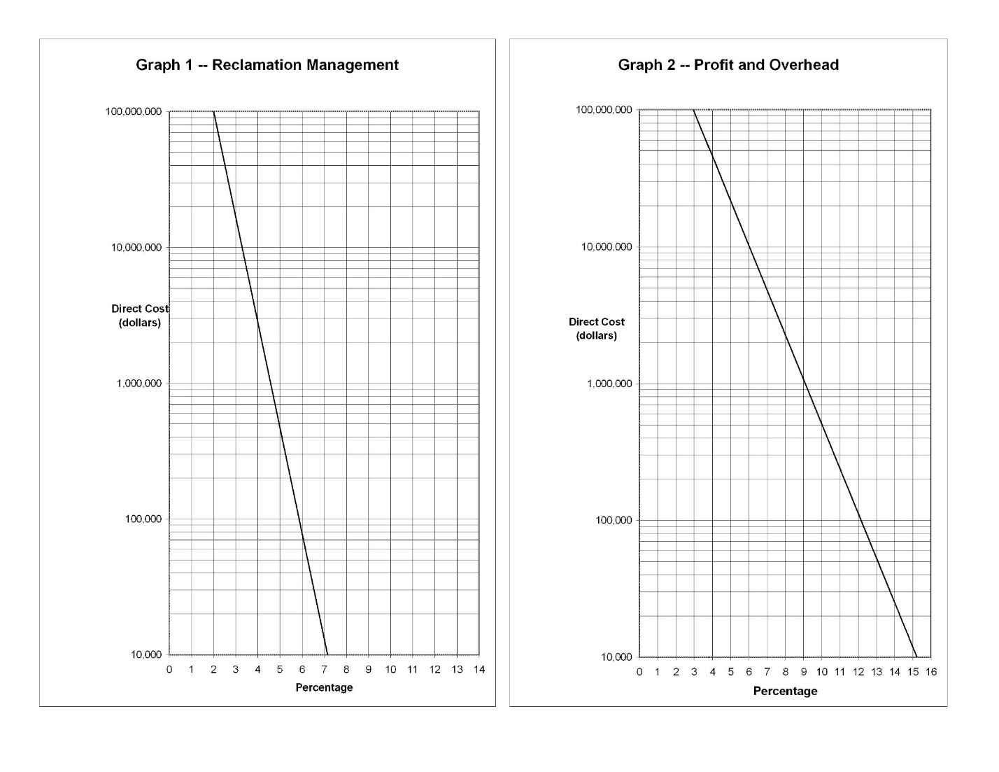 Graph 1 -- Reclamation Management
100,000,000
10,000,000
Direct Cost
(dollars)
1,000,000
100,000
10,000
0 1 2 3 4 5 6 7 8 9 10 11 12 13 14
Percentage
Graph 2 -- Profit and Overhead
100,000,000
10,000,000
Direct Cost
(dollars)
1,000,000
100,000
10,000
0 1 2 3 4 5 6 7 8 9 10 11 12 13 14 15 16
Percentage